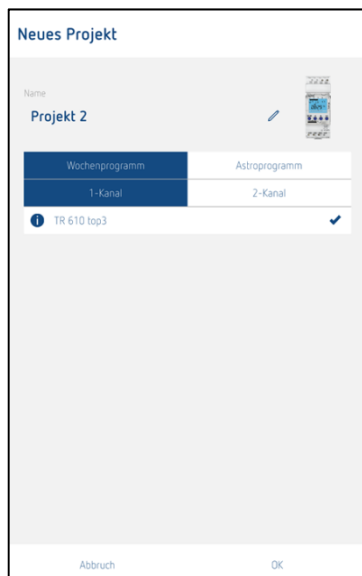 Neues Projekt
Name
Projekt 2
Wochenprogramm Astroprogramm
1-Kanal 2-Kanal
TR 610 top3
Abbruch OK